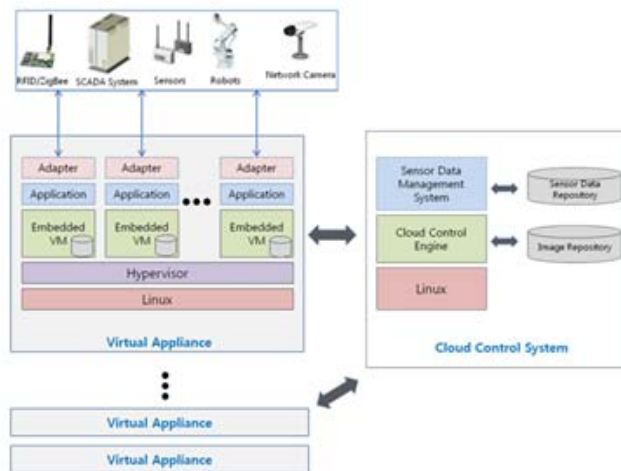 RFID/ZigBee
SCADA System
Sensors
Robots
Network Camera
Adapter
Adapter
Adapter
Application
Application
Application
Embedded
VM
Embedded
VM
Embedded
VM
Hypervisor
Linux
Virtual Appliance
Sensor Data
Management
System
Sensor Data
Repository
Cloud Control
Engine
Image Repository
Linux
Cloud Control System
Virtual Appliance
Virtual Appliance